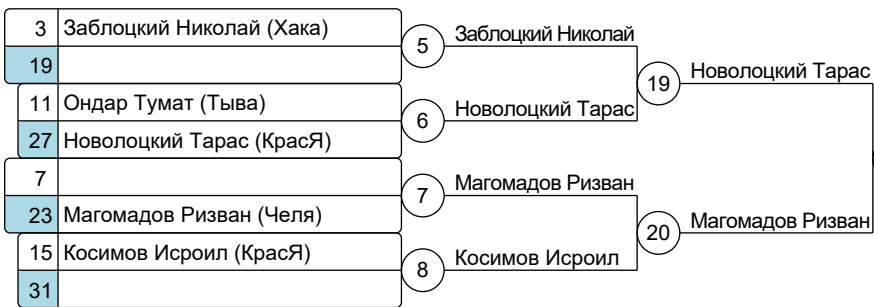 3 Заблоцкий Николай (Хака)
19
11 Ондар Тумат (Тыва)
27 Новолоцкий Тарас (КрасЯ)
7
23 Магомадов Ризван (Челя)
15 Косимов Исроил (КрасЯ)
31
5 Заблоцкий Николай
6 Новолоцкий Тарас
7 Магомадов Ризван
8 Косимов Исроил
19 Новолоцкий Тарас
20 Магомадов Ризван